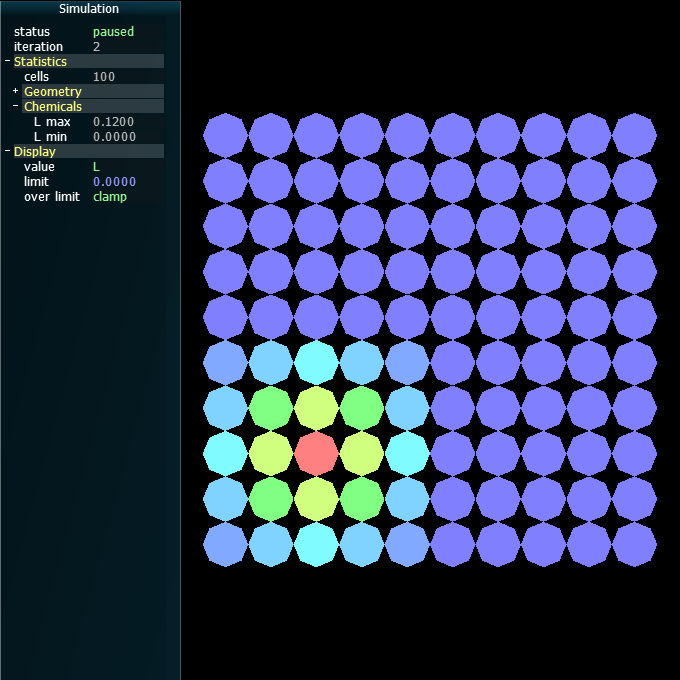 Simulation
status paused
iteration 2
- Statistics
cells 100
+ Geometry
- Chemicals
L max 0.1200
L min 0.0000
- Display
value L
limit 0.0000
over limit clamp